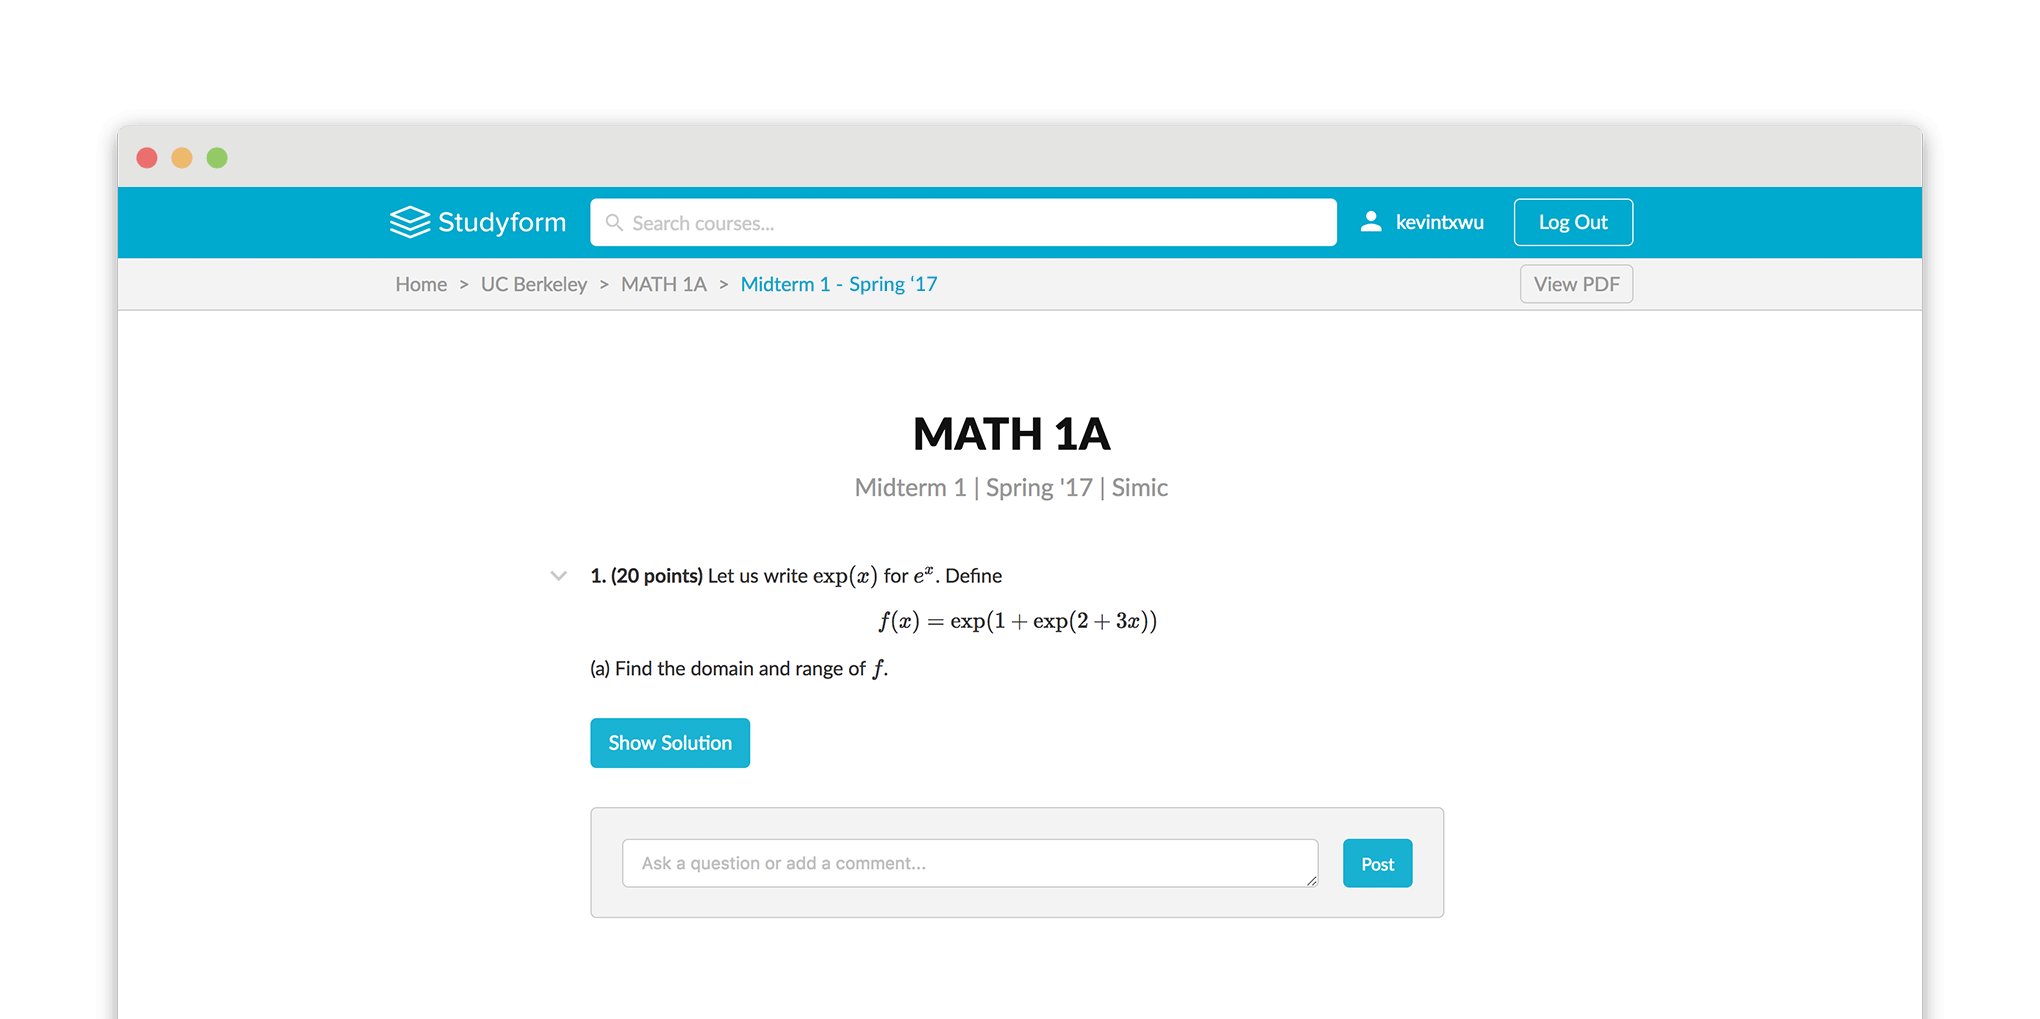 Studyform
Search courses...
kevintxwu
Log Out
Home > UC Berkeley > MATH 1A > Midterm 1 - Spring ‘17
View PDF
MATH 1A
Midterm 1 | Spring '17 | Simic
1. (20 points) Let us write exp(x) for eˣ. Define
f(x) = exp(1 + exp(2 + 3x))
(a) Find the domain and range of f.
Show Solution
Ask a question or add a comment...
Post